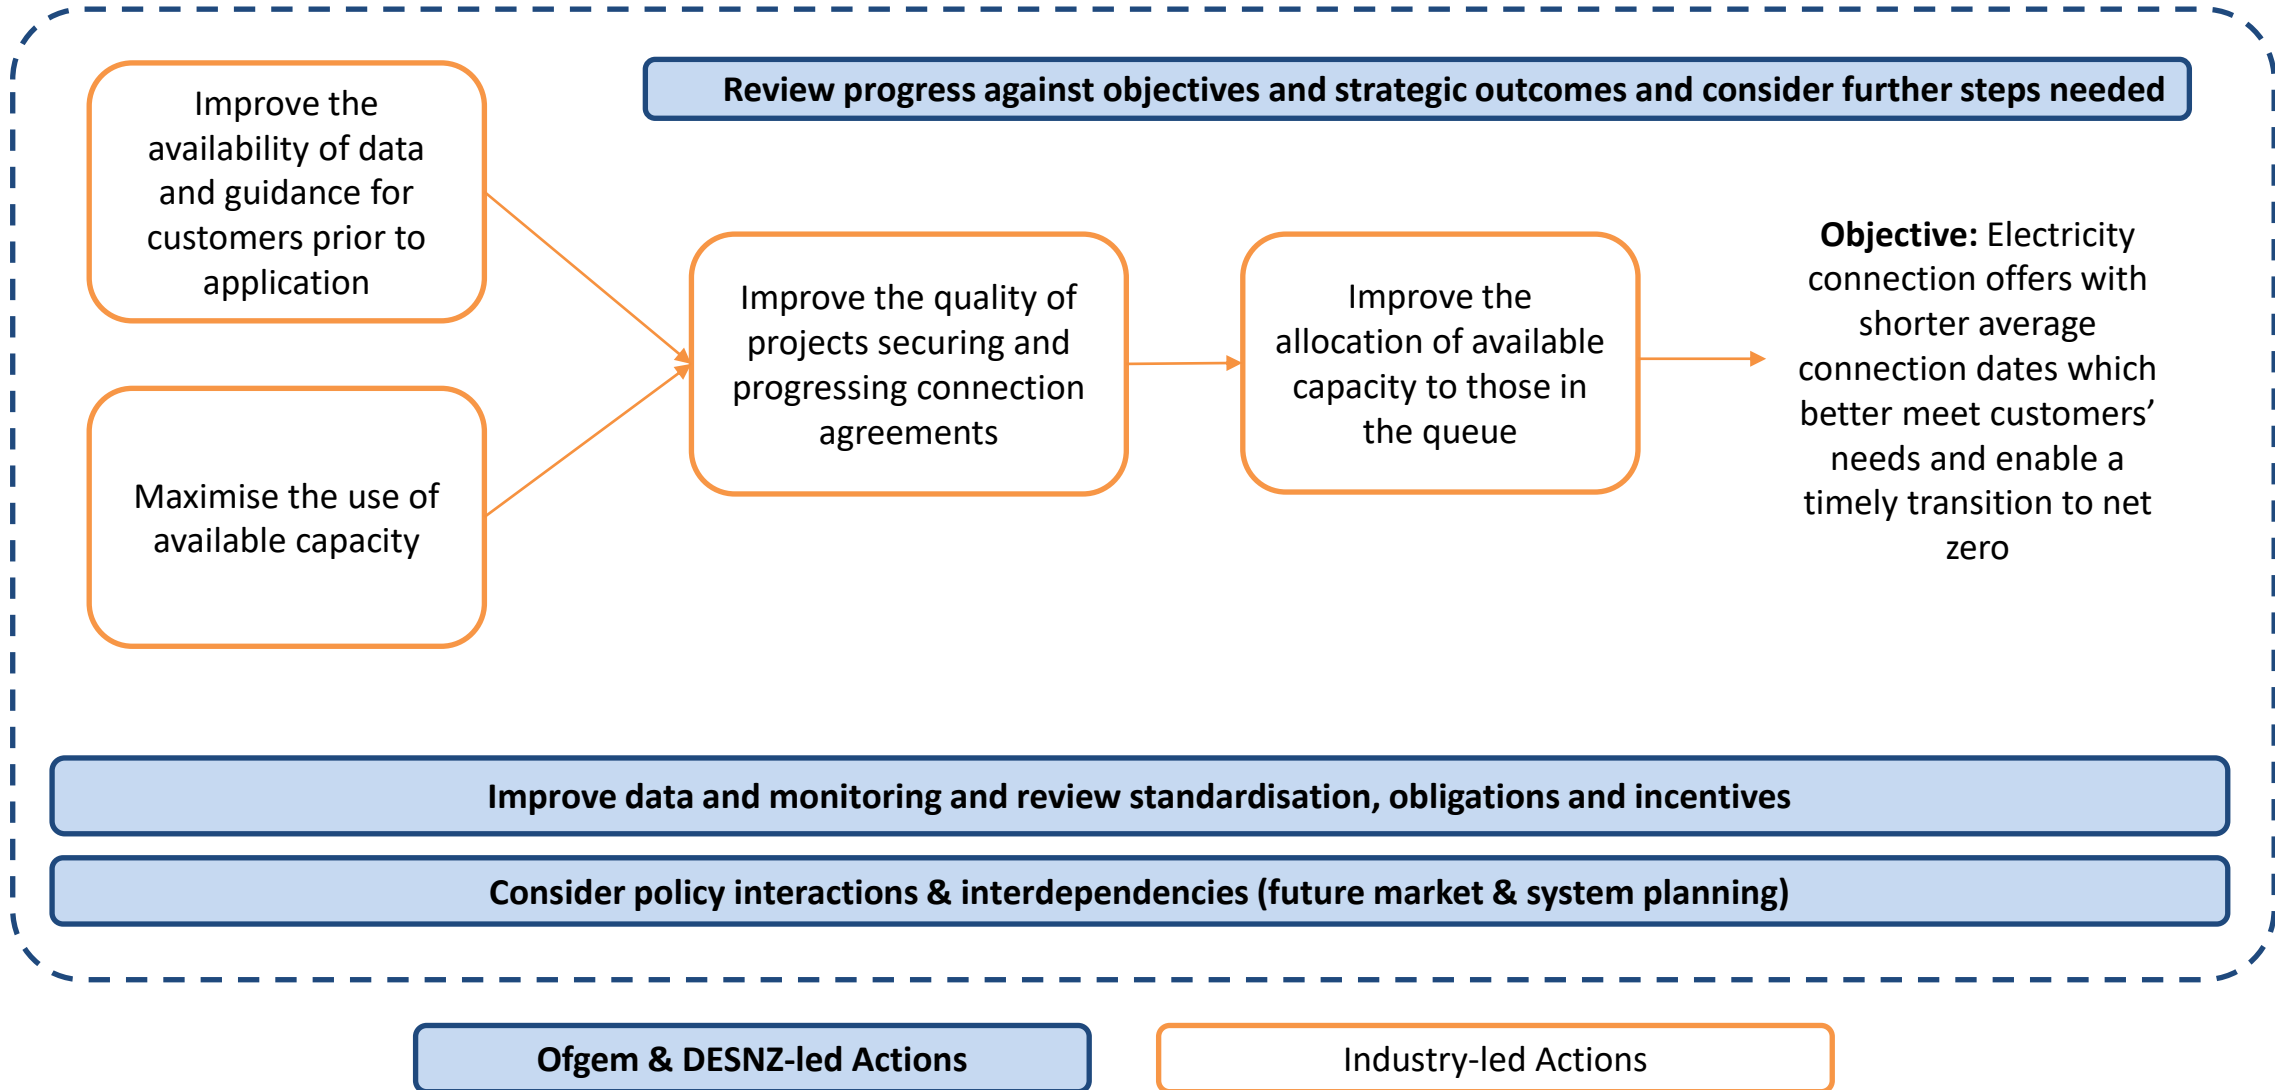 Improve the
availability of data
and guidance for
customers prior to
application
Review progress against objectives and strategic outcomes and consider further steps needed
Maximise the use of
available capacity
Improve the quality of
projects securing and
progressing connection
agreements
Improve the
allocation of available
capacity to those in
the queue
Objective: Electricity
connection offers with
shorter average
connection dates which
better meet customers’
needs and enable a
timely transition to net
zero
Improve data and monitoring and review standardisation, obligations and incentives
Consider policy interactions & interdependencies (future market & system planning)
Ofgem & DESNZ-led Actions
Industry-led Actions